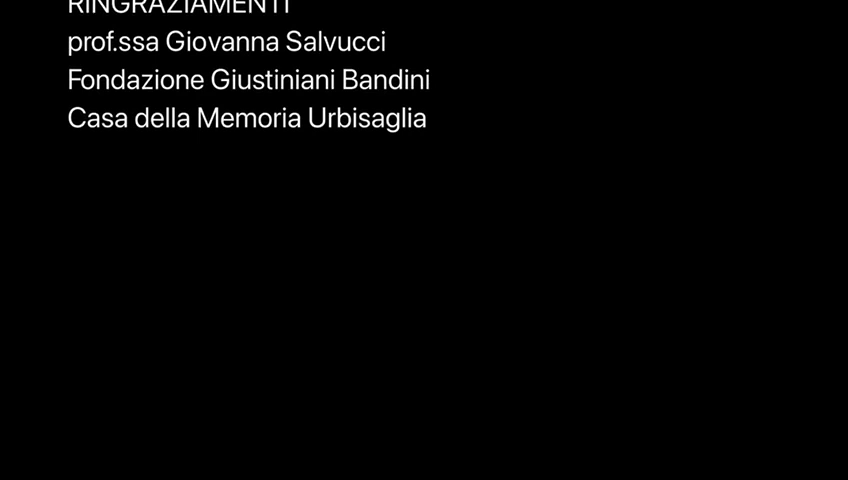 RINGRAZIAMENTI
prof.ssa Giovanna Salvucci
Fondazione Giustiniani Bandini
Casa della Memoria Urbisaglia